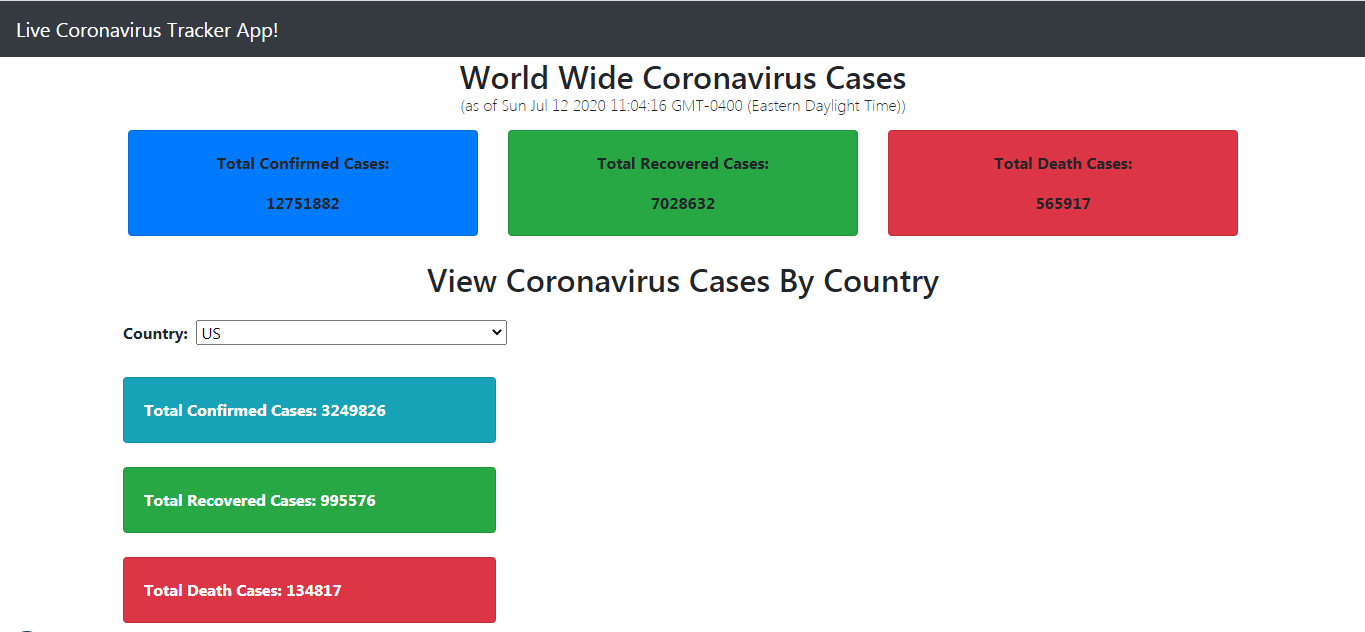 Live Coronavirus Tracker App!
World Wide Coronavirus Cases
(as of Sun Jul 12 2020 11:04:16 GMT-0400 (Eastern Daylight Time))
Total Confirmed Cases:
12751882
Total Recovered Cases:
7028632
Total Death Cases:
565917
View Coronavirus Cases By Country
Country: US
Total Confirmed Cases: 3249826
Total Recovered Cases: 995576
Total Death Cases: 134817